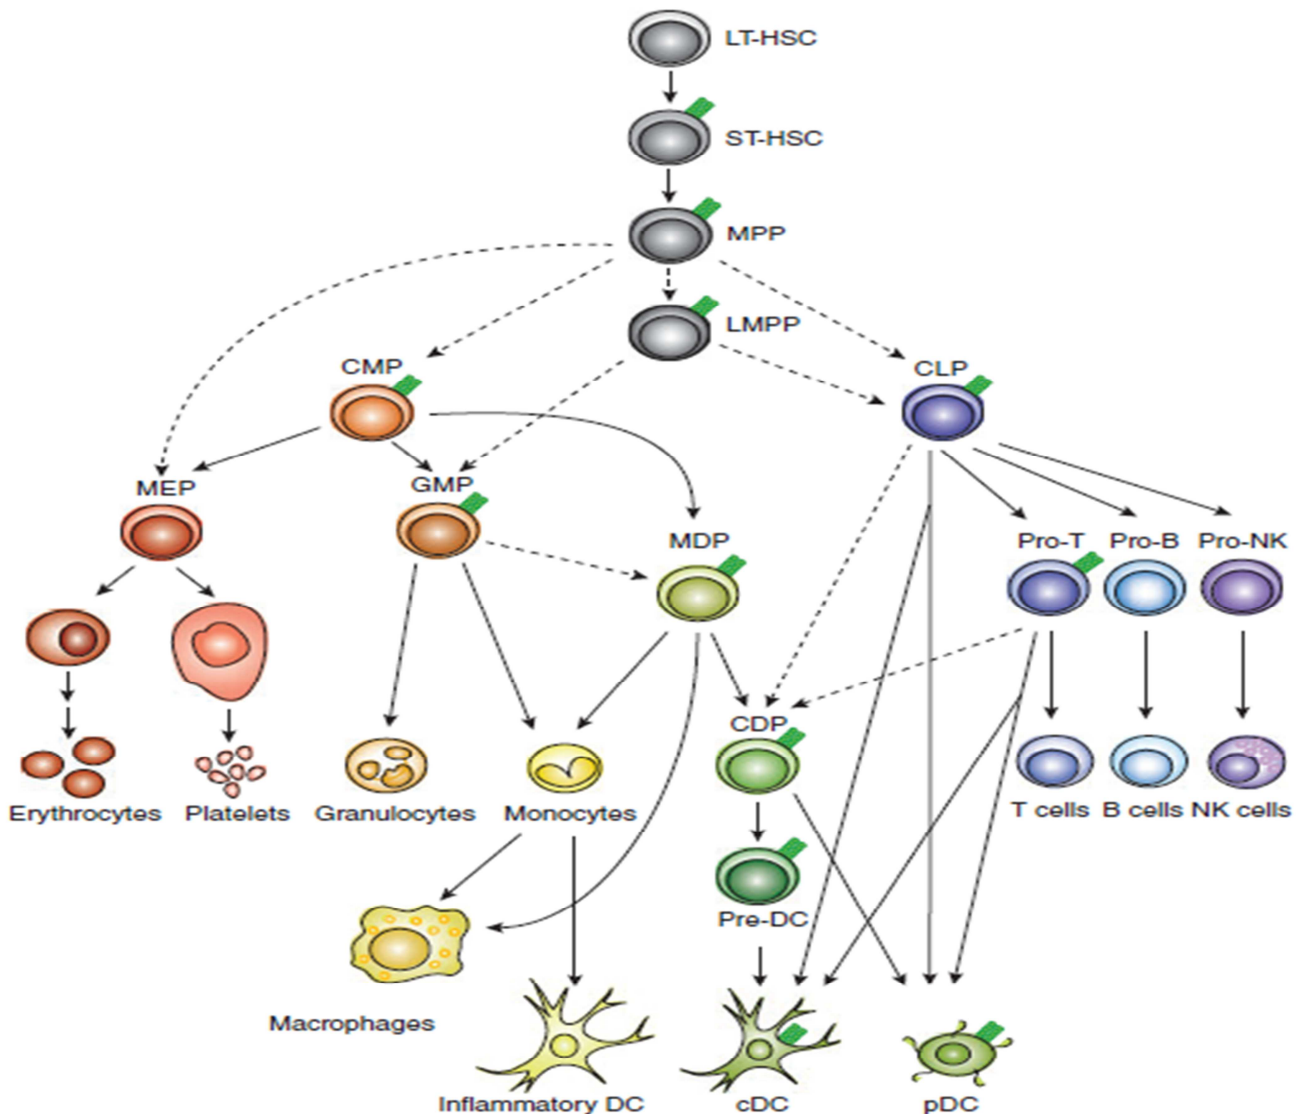 LT-HSC
ST-HSC
MPP
LMPP
CMP
CLP
MEP
GMP
MDP
Pro-T Pro-B Pro-NK
CDP
Erythrocytes Platelets Granulocytes Monocytes
T cells B cells NK cells
Pre-DC
Macrophages
Inflammatory DC cDC pDC